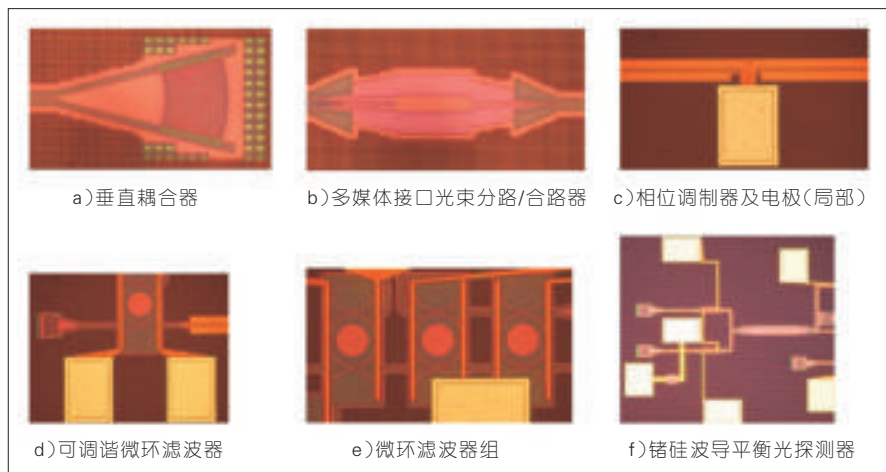 a)垂直耦合器
b)多媒体接口光束分路/合路器
c)相位调制器及电极(局部)
d)可调谐微环滤波器
e)微环滤波器组
f)锗硅波导平衡光探测器